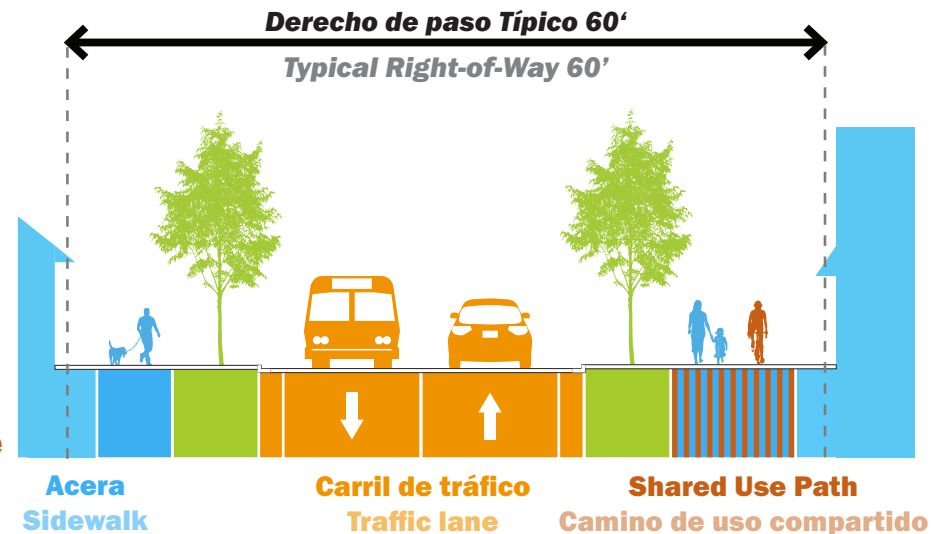 Derecho de paso Típico 60‘
Typical Right-of-Way 60’
Acera
Sidewalk
Carril de tráfico
Traffic lane
Shared Use Path
Camino de uso compartido